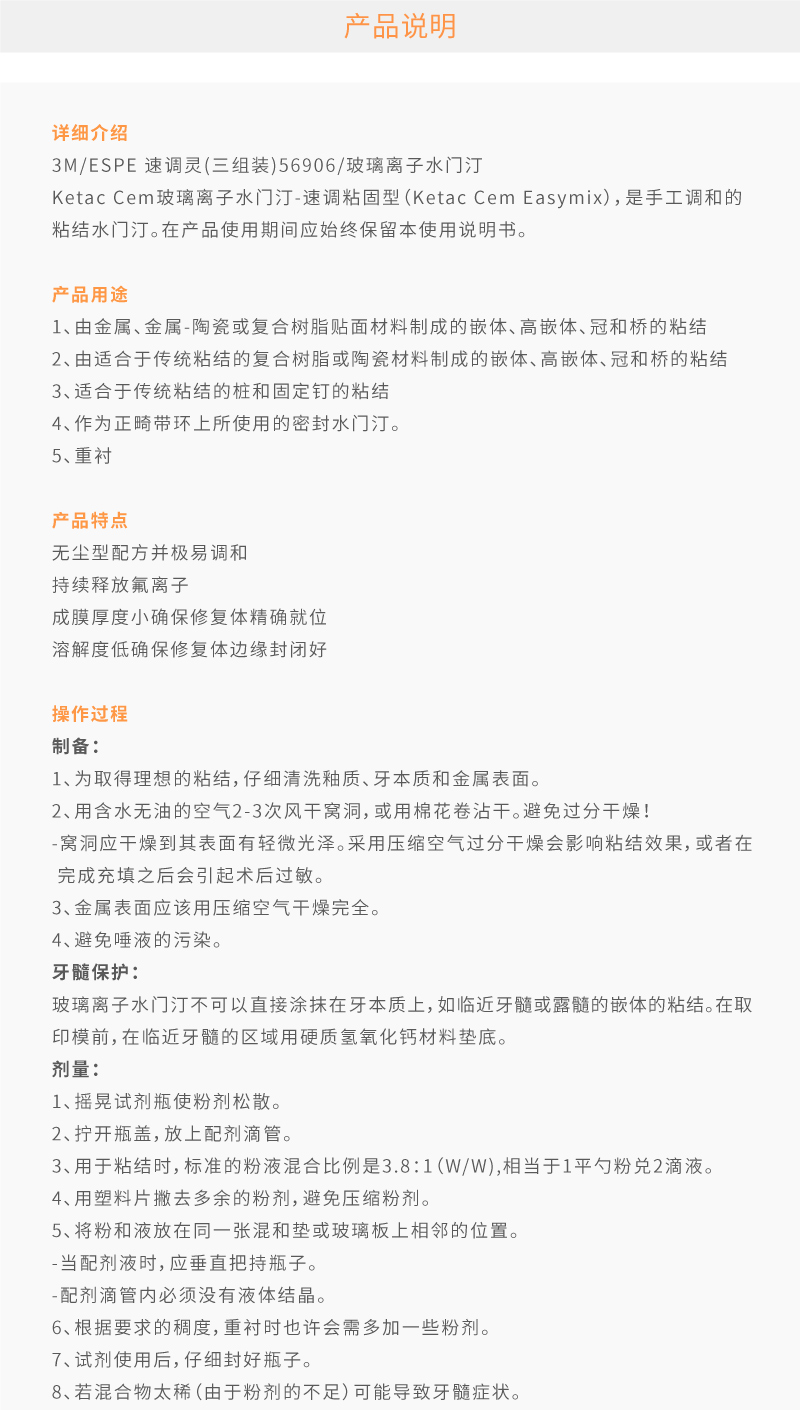 产品说明
详细介绍
3M/ESPE 速调灵(三组装)56906/玻璃离子水门汀
Ketac Cem玻璃离子水门汀-速调粘固型(Ketac Cem Easymix),是手工调和的
粘结水门汀。在产品使用期间应始终保留本使用说明书。
产品用途
1、由金属、金属-陶瓷或复合树脂贴面材料制成的嵌体、高嵌体、冠和桥的粘结
2、由适合于传统粘结的复合树脂或陶瓷材料制成的嵌体、高嵌体、冠和桥的粘结
3、适合于传统粘结的桩和固定钉的粘结
4、作为正畸带环上所使用的密封水门汀。
5、重衬
产品特点
无尘型配方并极易调和
持续释放氟离子
成膜厚度小确保修复体精确就位
溶解度低确保修复体边缘封闭好
操作过程
制备:
1、为取得理想的粘结,仔细清洗釉质、牙本质和金属表面。
2、用含水无油的空气2-3次风干窝洞,或用棉花卷沾干。避免过分干燥!
-窝洞应干燥到其表面有轻微光泽。采用压缩空气过分干燥会影响粘结效果,或者在
完成充填之后会引起术后过敏。
3、金属表面应该用压缩空气干燥完全。
4、避免唾液的污染。
牙髓保护:
玻璃离子水门汀不可以直接涂抹在牙本质上,如临近牙髓或露髓的嵌体的粘结。在取
印模前,在临近牙髓的区域用硬质氢氧化钙材料垫底。
剂量:
1、摇晃试剂瓶使粉剂松散。
2、拧开瓶盖,放上配剂滴管。
3、用于粘结时,标准的粉液混合比例是3.8:1(W/W),相当于1平勺粉兑2滴液。
4、用塑料片撇去多余的粉剂,避免压缩粉剂。
5、将粉和液放在同一张混和垫或玻璃板上相邻的位置。
-当配剂液时,应垂直把持瓶子。
-配剂滴管内必须没有液体结晶。
6、根据要求的稠度,重衬时也许会需多加一些粉剂。
7、试剂使用后,仔细封好瓶子。
8、若混合物太稀(由于粉剂的不足)可能导致牙髓症状。